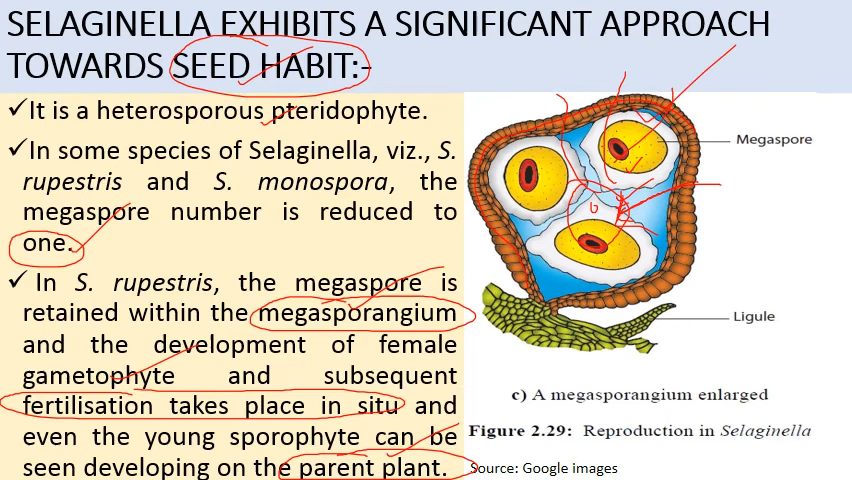 SELAGINELLA EXHIBITS A SIGNIFICANT APPROACH
TOWARDS SEED HABIT:-
✓It is a heterosporous pteridophyte.
✓In some species of Selaginella, viz., S.
rupestris and S. monospora, the
megaspore number is reduced to
one.
✓ In S. rupestris, the megaspore is
retained within the megasporangium
and the development of female
gametophyte and subsequent
fertilisation takes place in situ and
even the young sporophyte can be
seen developing on the parent plant.
Megaspore
Ligule
c) A megasporangium enlarged
Figure 2.29: Reproduction in Selaginella
Source: Google images